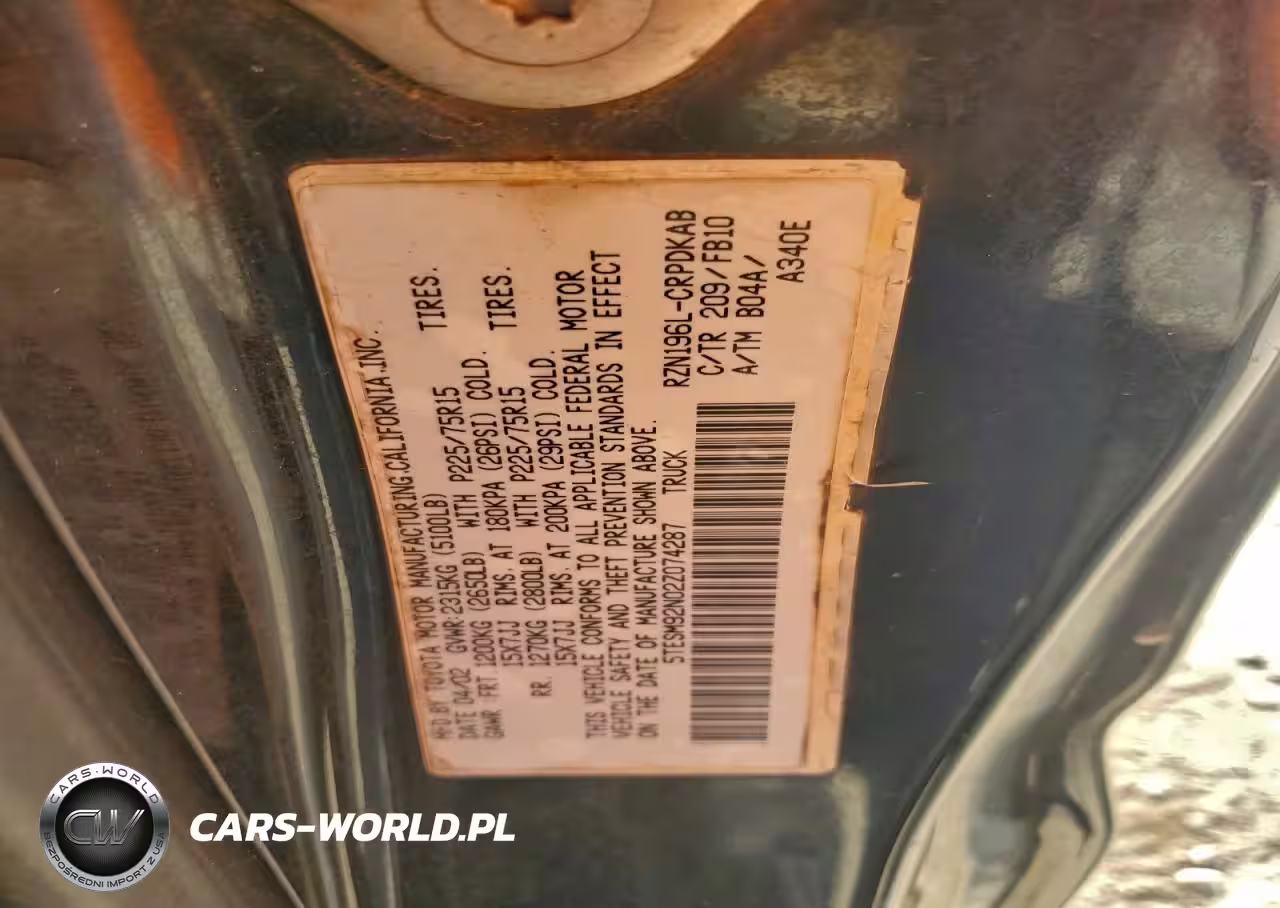 MFD.BY TOYOTA MOTOR MANUFACTURING.CALIFORNIA.INC.
DATE 04/02 GVWR:2315KG (5100LB)
GAWR FRT.1200KG (2650LB) WITH P225/75R15 TIRES.
15X7JJ RIMS. AT 180KPA (26PSI) COLD.
RR. 1270KG (2800LB) WITH P225/75R15 TIRES.
15X7JJ RIMS. AT 200KPA (29PSI) COLD.
THIS VEHICLE CONFORMS TO ALL APPLICABLE FEDERAL MOTOR
VEHICLE SAFETY AND THEFT PREVENTION STANDARDS IN EFFECT
ON THE DATE OF MANUFACTURE SHOWN ABOVE.
5TESM92N02Z074287 TRUCK
RZN196L-CRPDKAB
C/TR 209/FB10
A/TM B04A/
A340E
CARS-WORLD
CW
BEZPOŚREDNI IMPORT Z USA
CARS-WORLD.PL